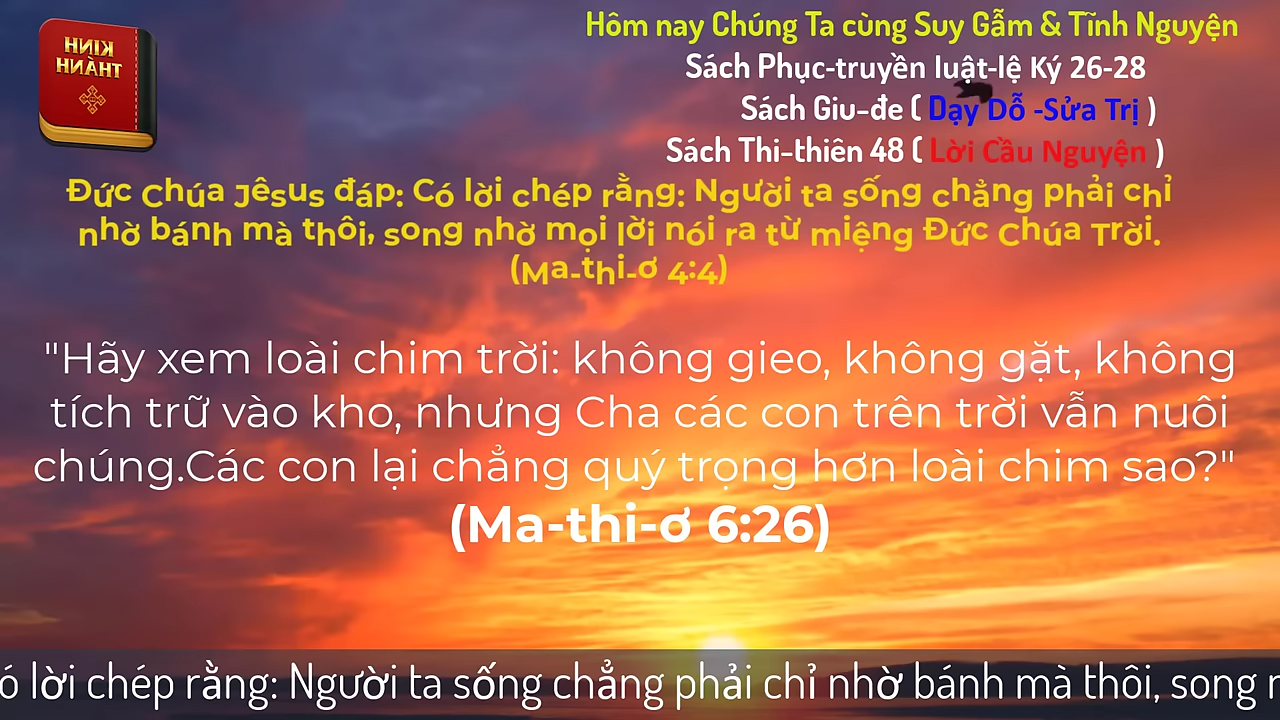 KINH
THÀNH
Hôm nay Chúng Ta cùng Suy Gẫm & Tĩnh Nguyện
Sách Phục-truyền luật-lệ Ký 26-28
Sách Giu-đe ( Dạy Dỗ -Sửa Trị )
Sách Thi-thiên 48 ( Lời Cầu Nguyện )
Đức Chúa Jêsus đáp: Có lời chép rằng: Người ta sống chẳng phải chỉ
nhờ bánh mà thôi, song nhờ mọi lời nói ra từ miệng Đức Chúa Trời.
(Ma-thi-ơ 4:4)
"Hãy xem loài chim trời: không gieo, không gặt, không
tích trữ vào kho, nhưng Cha các con trên trời vẫn nuôi
chúng.Các con lại chẳng quý trọng hơn loài chim sao?"
(Ma-thi-ơ 6:26)
ó lời chép rằng: Người ta sống chẳng phải chỉ nhờ bánh mà thôi, song